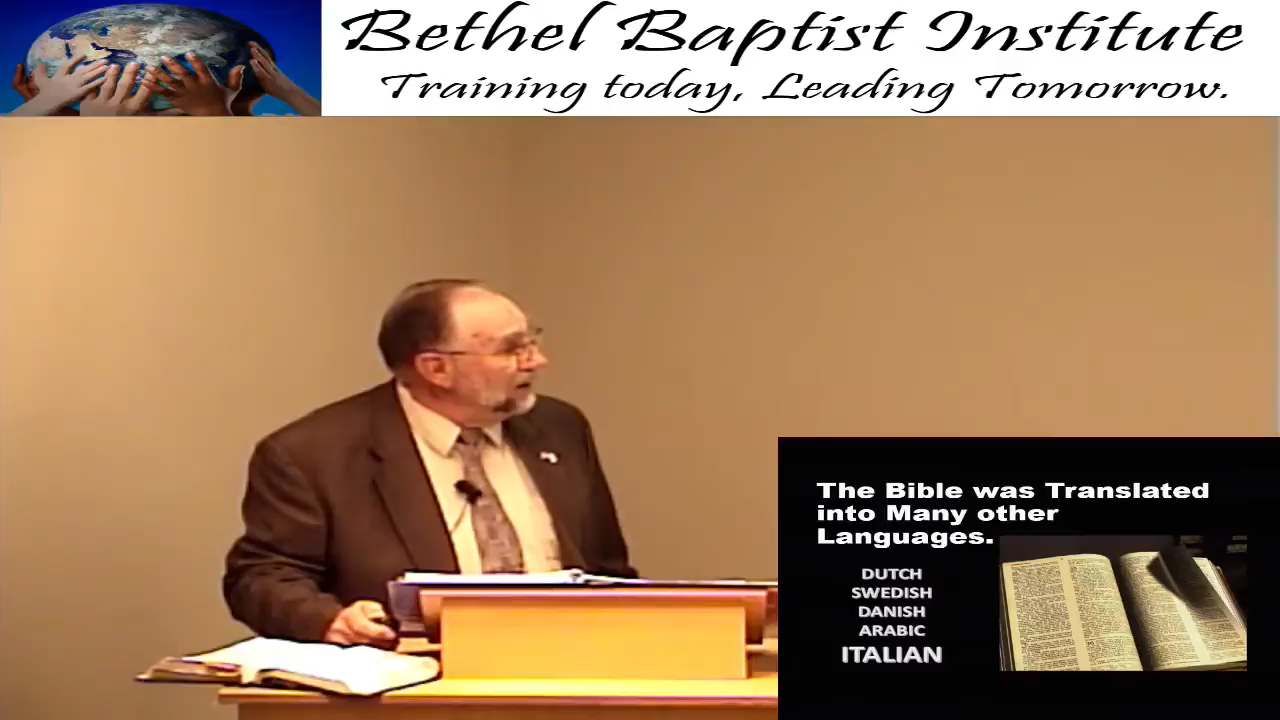 Bethel Baptist Institute
Training today, Leading Tomorrow.
The Bible was Translated
into Many other
Languages.
DUTCH
SWEDISH
DANISH
ARABIC
ITALIAN